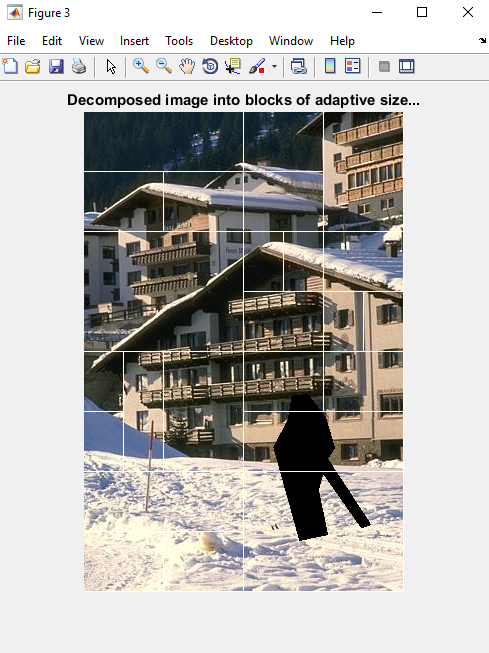 Figure 3
File Edit View Insert Tools Desktop Window Help
Decomposed image into blocks of adaptive size...